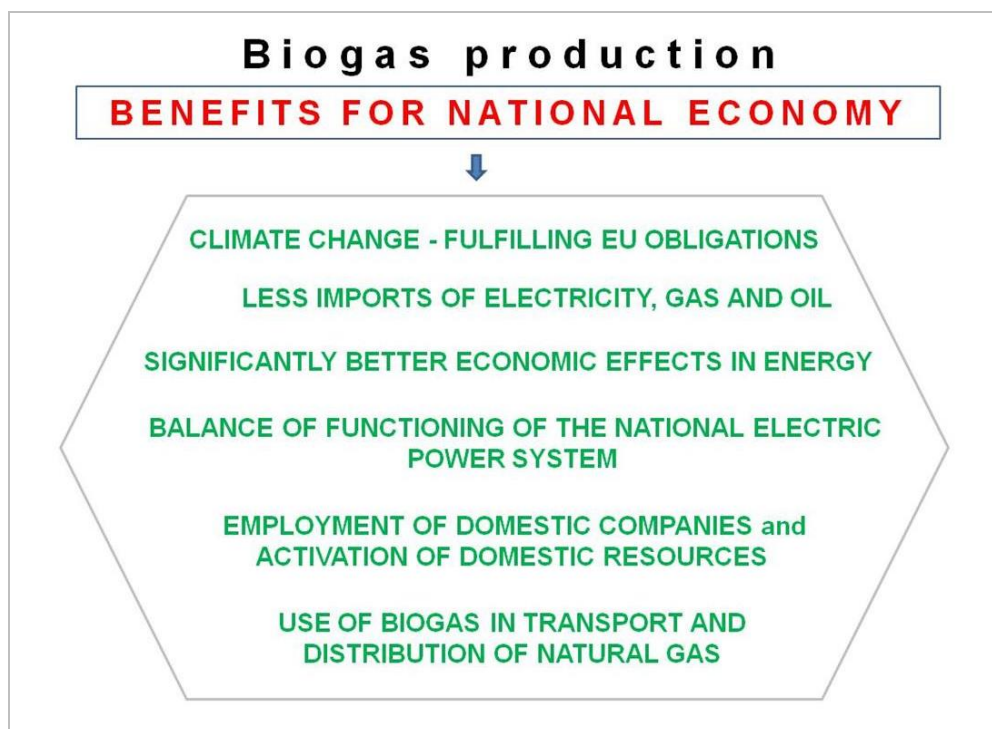 Biogas production
BENEFITS FOR NATIONAL ECONOMY
CLIMATE CHANGE - FULFILLING EU OBLIGATIONS
LESS IMPORTS OF ELECTRICITY, GAS AND OIL
SIGNIFICANTLY BETTER ECONOMIC EFFECTS IN ENERGY
BALANCE OF FUNCTIONING OF THE NATIONAL ELECTRIC
POWER SYSTEM
EMPLOYMENT OF DOMESTIC COMPANIES and
ACTIVATION OF DOMESTIC RESOURCES
USE OF BIOGAS IN TRANSPORT AND
DISTRIBUTION OF NATURAL GAS